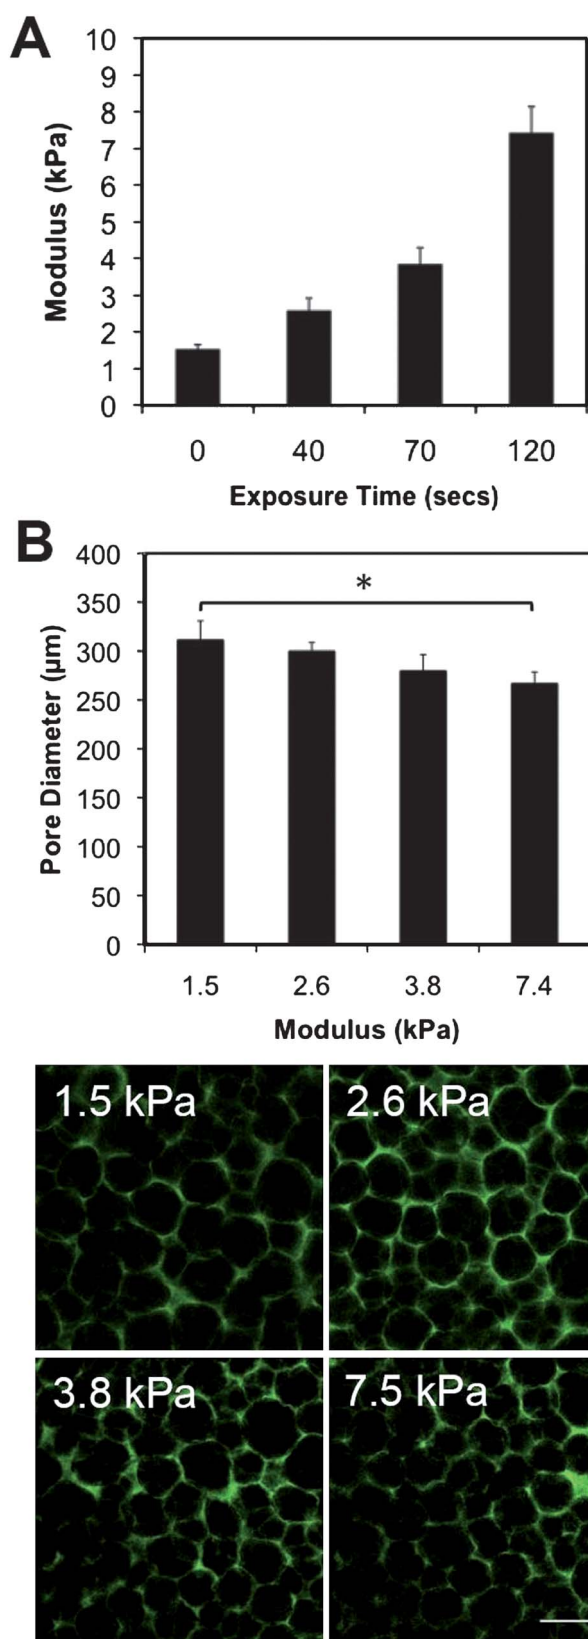 A
10
9
8
7
6
5
4
3
2
1
0
Modulus (kPa)
0 40 70 120
Exposure Time (secs)
B
400
350
300
250
200
150
100
50
0
Pore Diameter (µm)
*
1.5 2.6 3.8 7.4
Modulus (kPa)
1.5 kPa 2.6 kPa
3.8 kPa 7.5 kPa